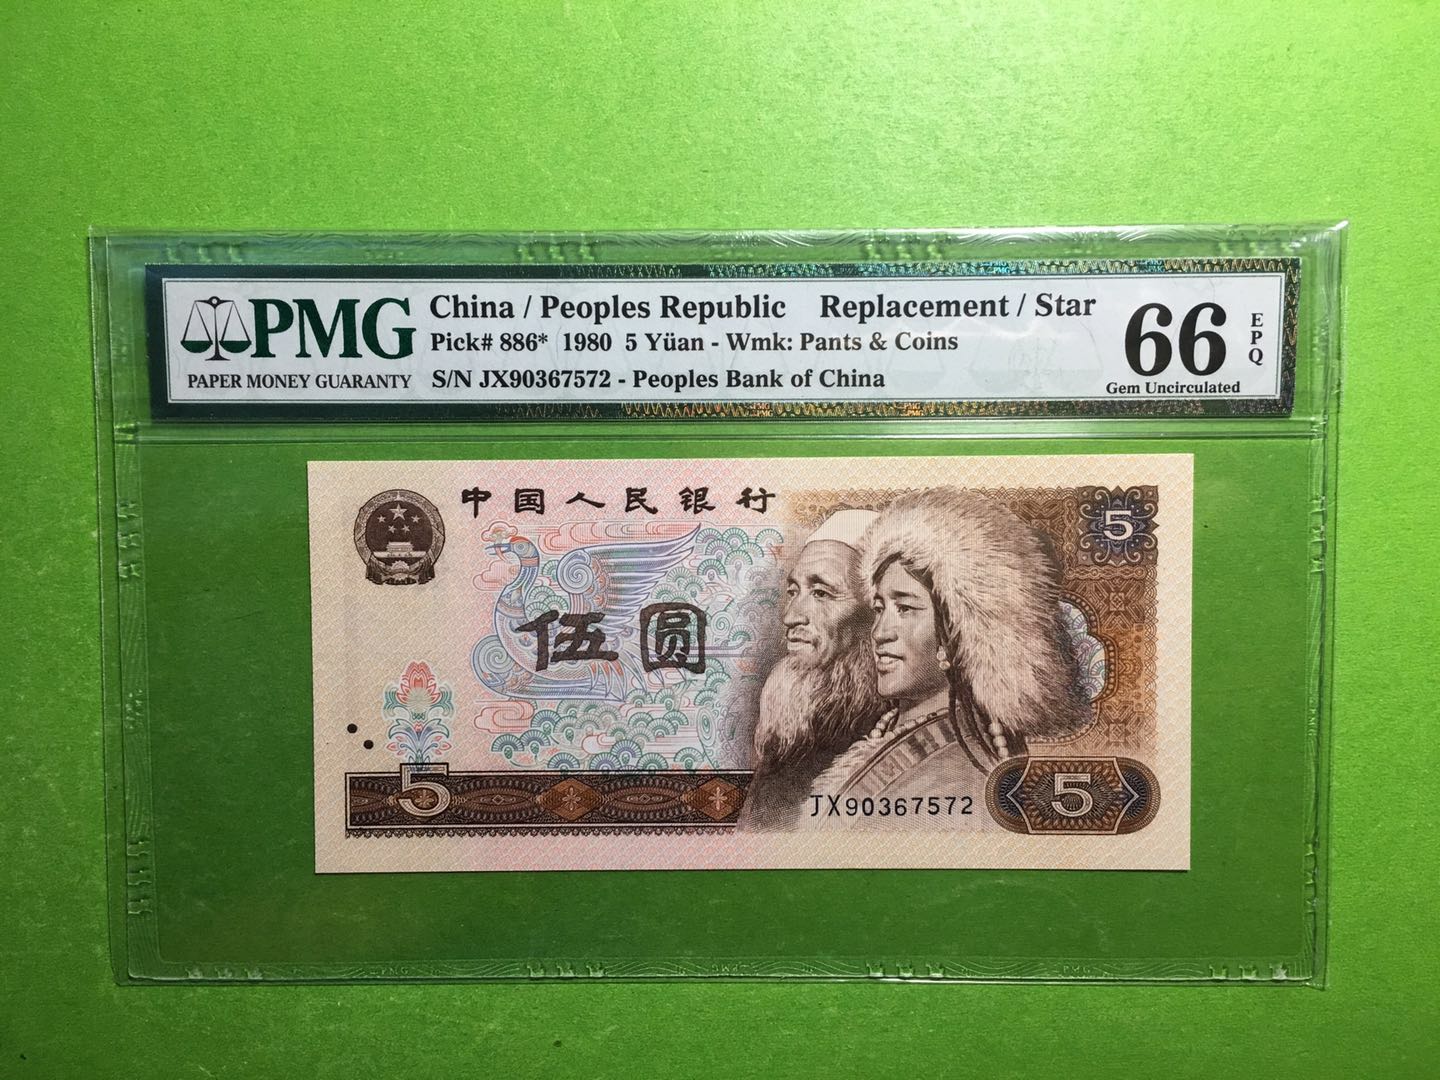 PMG
PAPER MONEY GUARANTY
China / Peoples Republic Replacement / Star
Pick# 886* 1980 5 Yüan - Wmk: Pants & Coins
S/N JX90367572 - Peoples Bank of China
66
EPQ
Gem Uncirculated
中国人民银行
5
伍圆
5
JX90367572
5